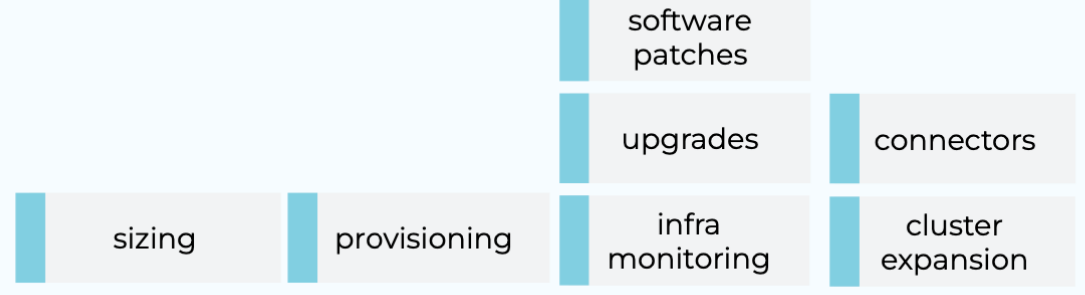 software
patches
upgrades
connectors
sizing
provisioning
infra
monitoring
cluster
expansion